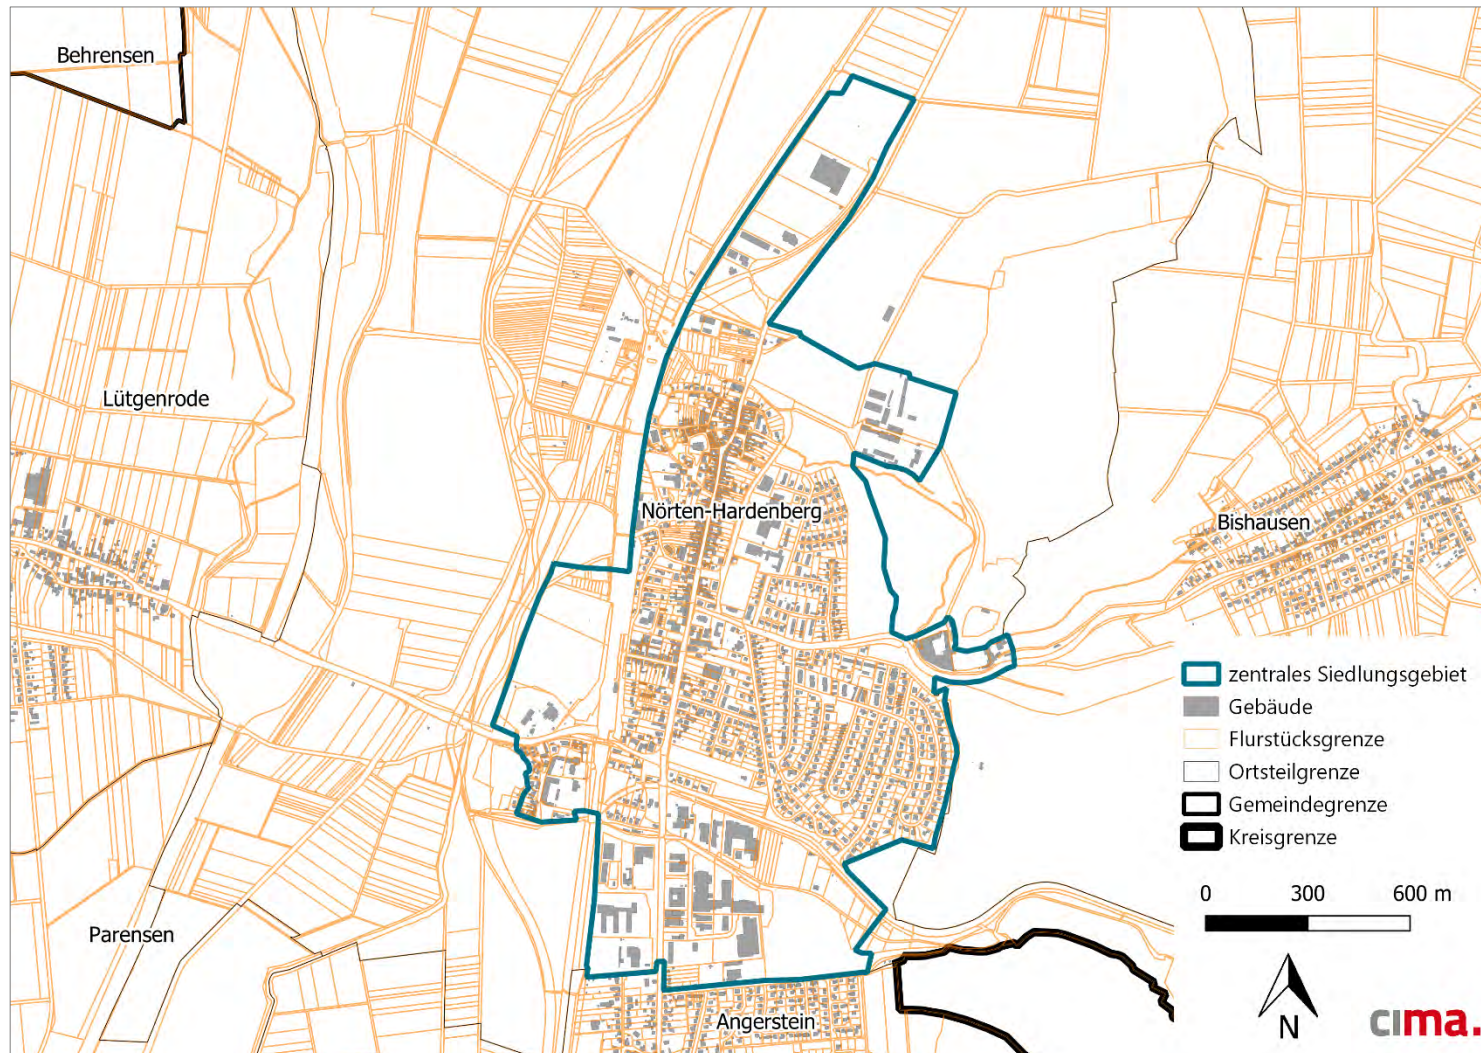 Behrensen
Lütgenrode
Nörten-Hardenberg
Bishausen
Parensen
Angerstein
zentrales Siedlungsgebiet
Gebäude
Flurstücksgrenze
Ortsteilgrenze
Gemeindegrenze
Kreisgrenze
0 300 600 m
N
cima.